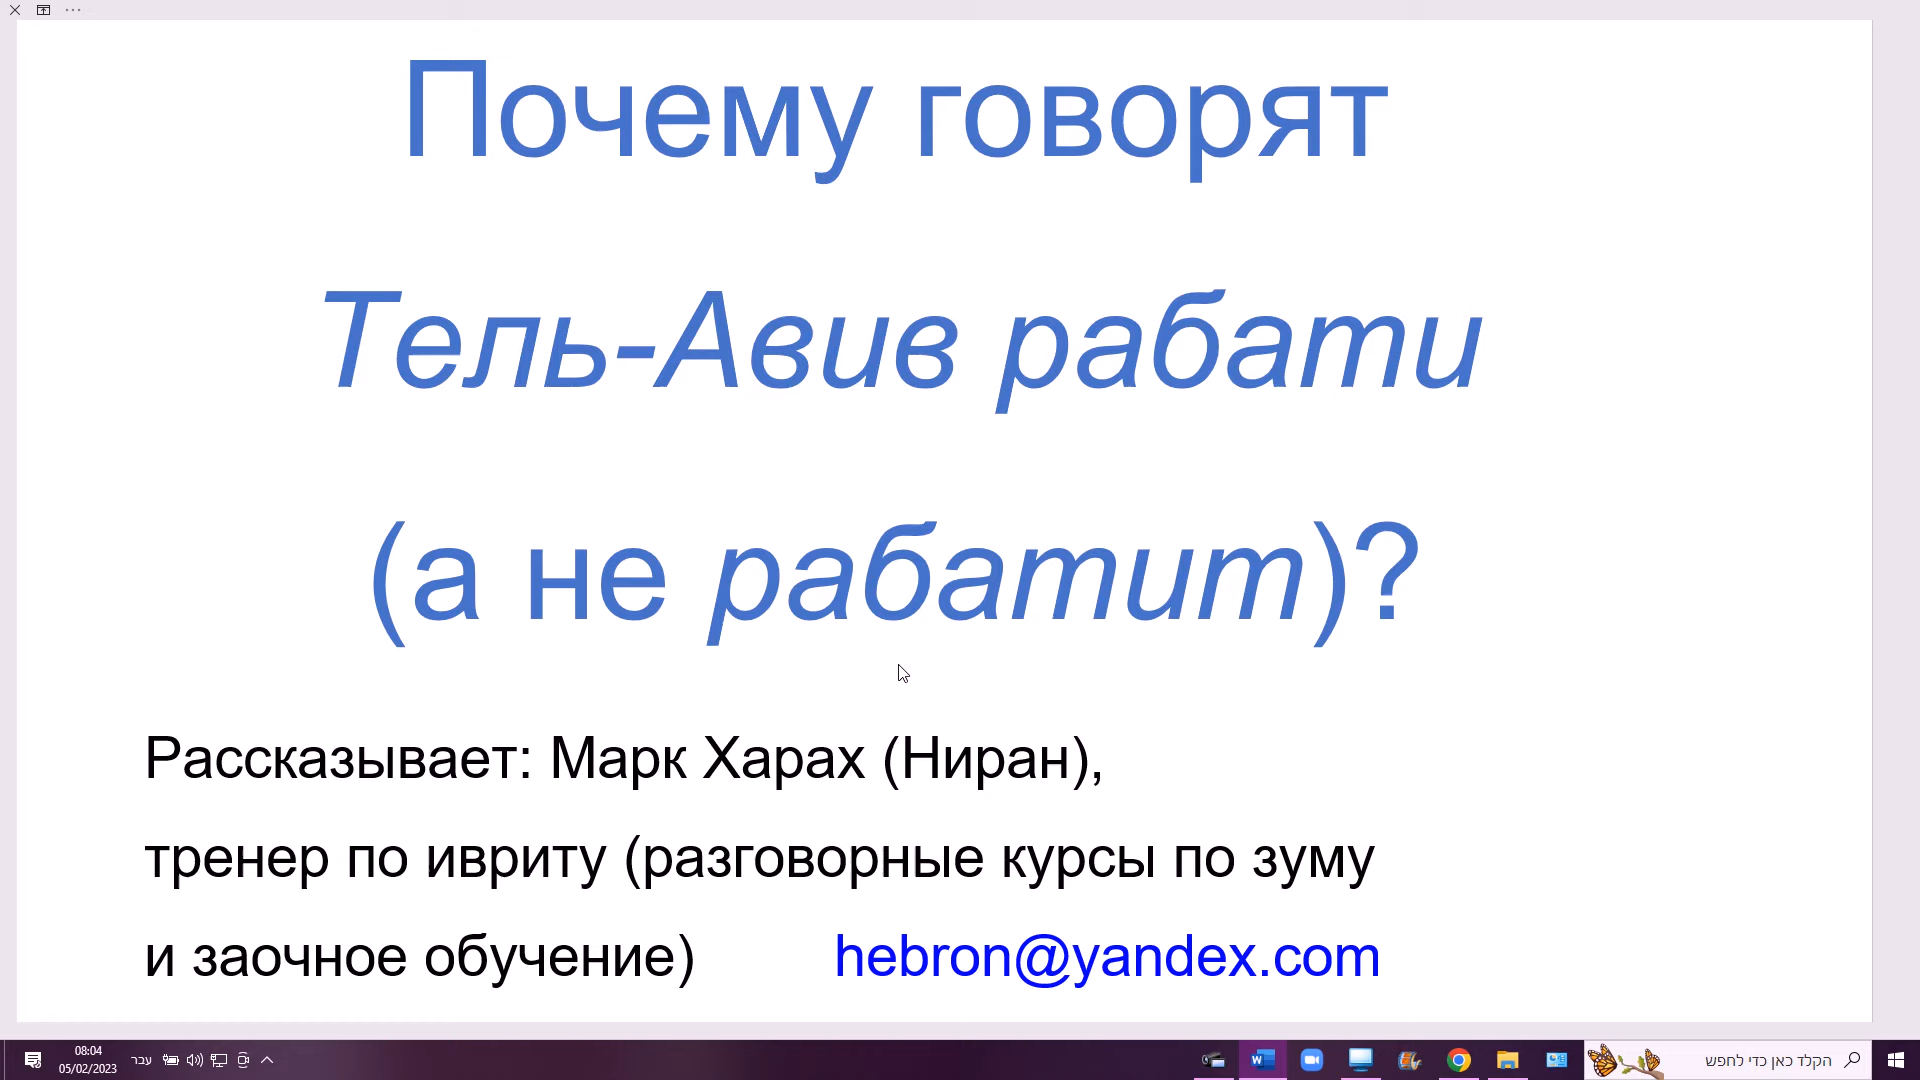 Почему говорят
Тель-Авив рабати
(а не рабатит)?
Рассказывает: Марк Харах (Ниран),
тренер по ивриту (разговорные курсы по зуму
и заочное обучение) hebron@yandex.com
08:04
05/02/2023
עבר
הקלד כאן כדי לחפש